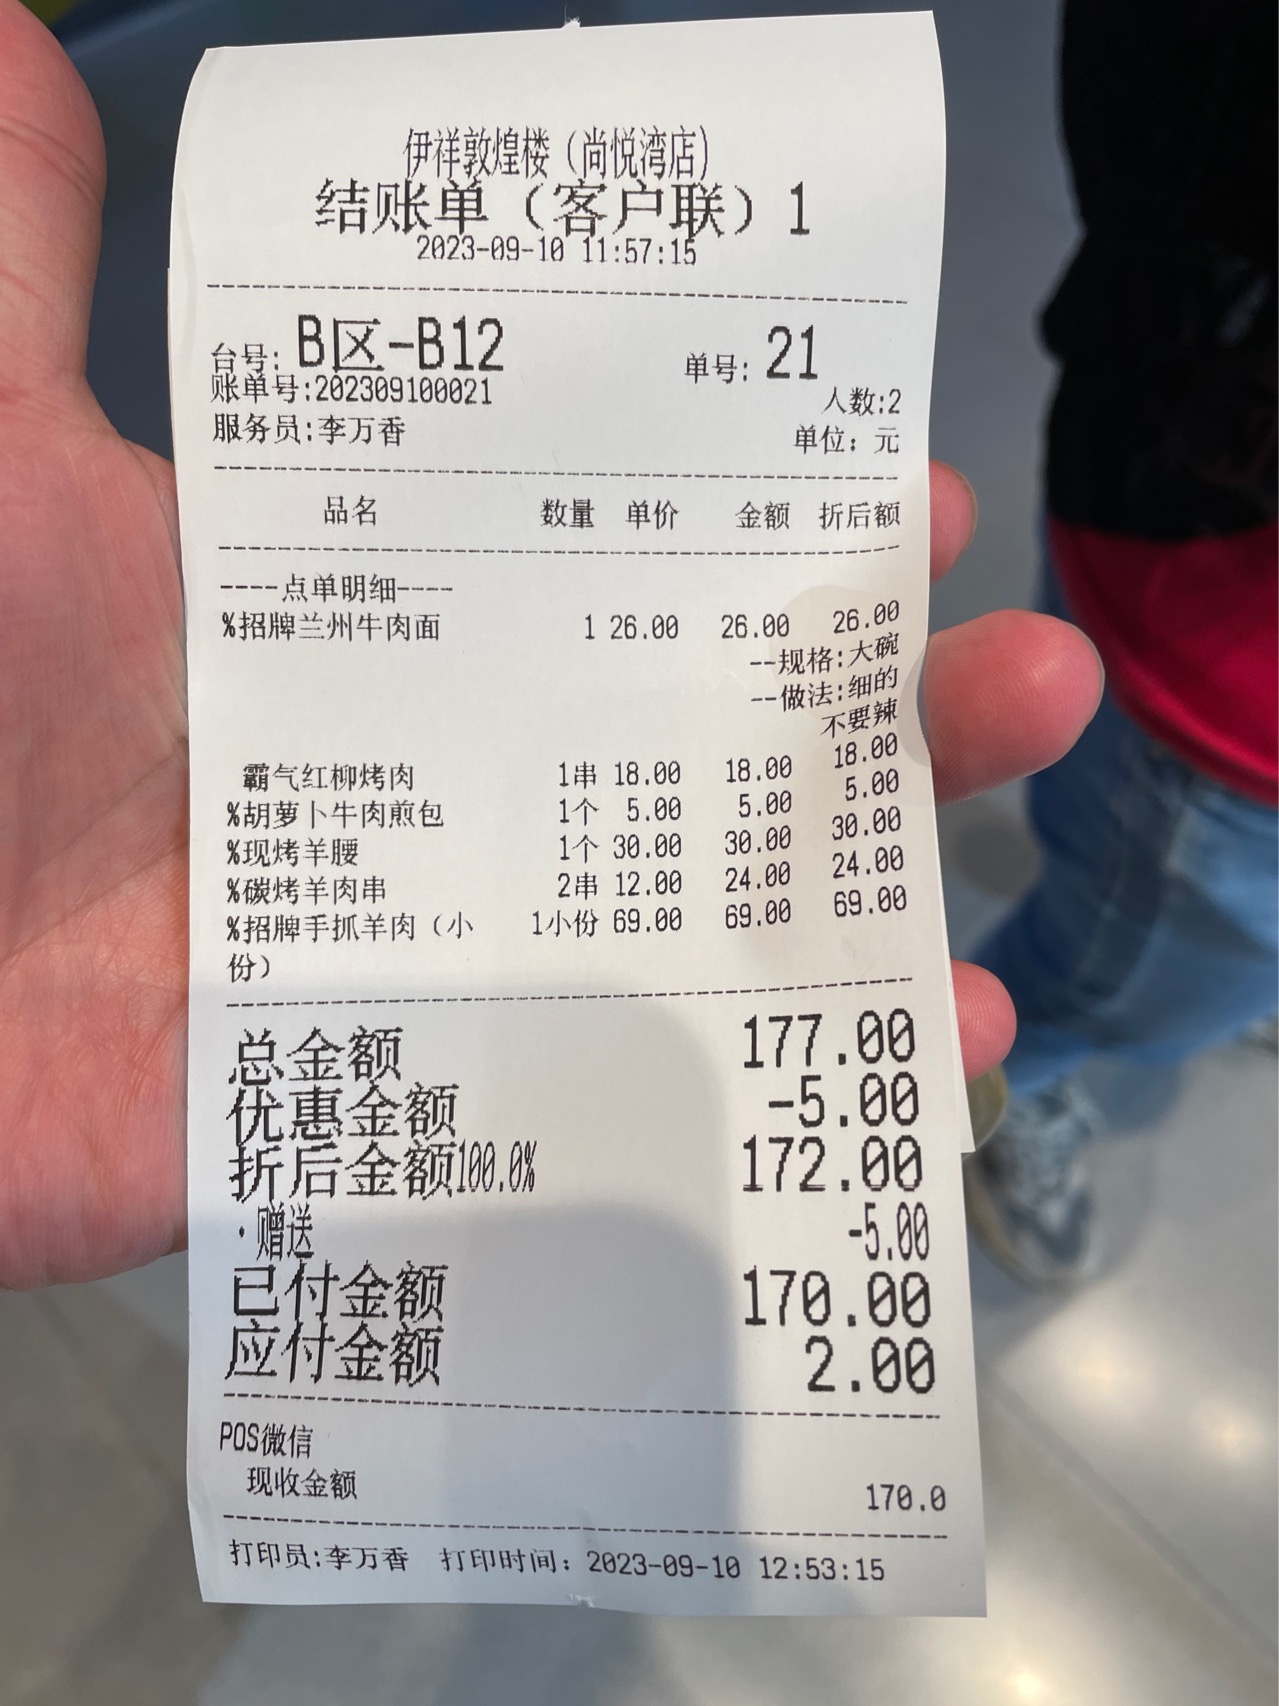 伊祥敦煌楼（尚悦湾店）
结账单（客户联）1
2023-09-10 11:57:15
台号: B区-B12 单号: 21
账单号:202309100021 人数:2
服务员:李万香 单位: 元
品名 数量 单价 金额 折后额
----点单明细----
%招牌兰州牛肉面 1 26.00 26.00 26.00
--规格:大碗
--做法:细的
不要辣
霸气红柳烤肉 1串 18.00 18.00 18.00
%胡萝卜牛肉煎包 1个 5.00 5.00 5.00
%现烤羊腰 1个 30.00 30.00 30.00
%碳烤羊肉串 2串 12.00 24.00 24.00
%招牌手抓羊肉（小 1小份 69.00 69.00 69.00
份）
总金额 177.00
优惠金额 -5.00
折后金额100.0% 172.00
·赠送 -5.00
已付金额 170.00
应付金额 2.00
POS微信
现收金额 170.0
打印员:李万香 打印时间: 2023-09-10 12:53:15